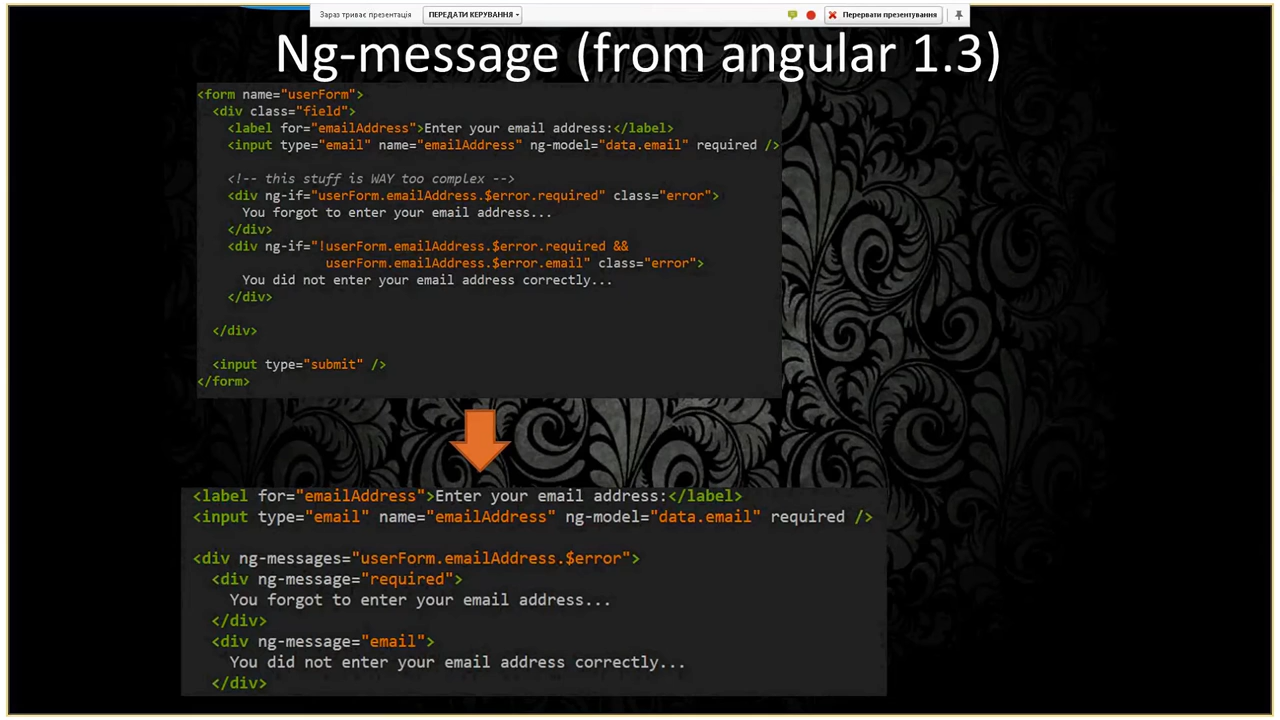 Зараз триває презентація
ПЕРЕДАТИ КЕРУВАННЯ
Перервати презентування
Ng-message (from angular 1.3)
<form name="userForm">
<div class="field">
<label for="emailAddress">Enter your email address:</label>
<input type="email" name="emailAddress" ng-model="data.email" required />
<!-- this stuff is WAY too complex -->
<div ng-if="userForm.emailAddress.$error.required" class="error">
You forgot to enter your email address...
</div>
<div ng-if="!userForm.emailAddress.$error.required &&
userForm.emailAddress.$error.email" class="error">
You did not enter your email address correctly...
</div>
</div>
<input type="submit" />
</form>
<label for="emailAddress">Enter your email address:</label>
<input type="email" name="emailAddress" ng-model="data.email" required />
<div ng-messages="userForm.emailAddress.$error">
<div ng-message="required">
You forgot to enter your email address...
</div>
<div ng-message="email">
You did not enter your email address correctly...
</div>